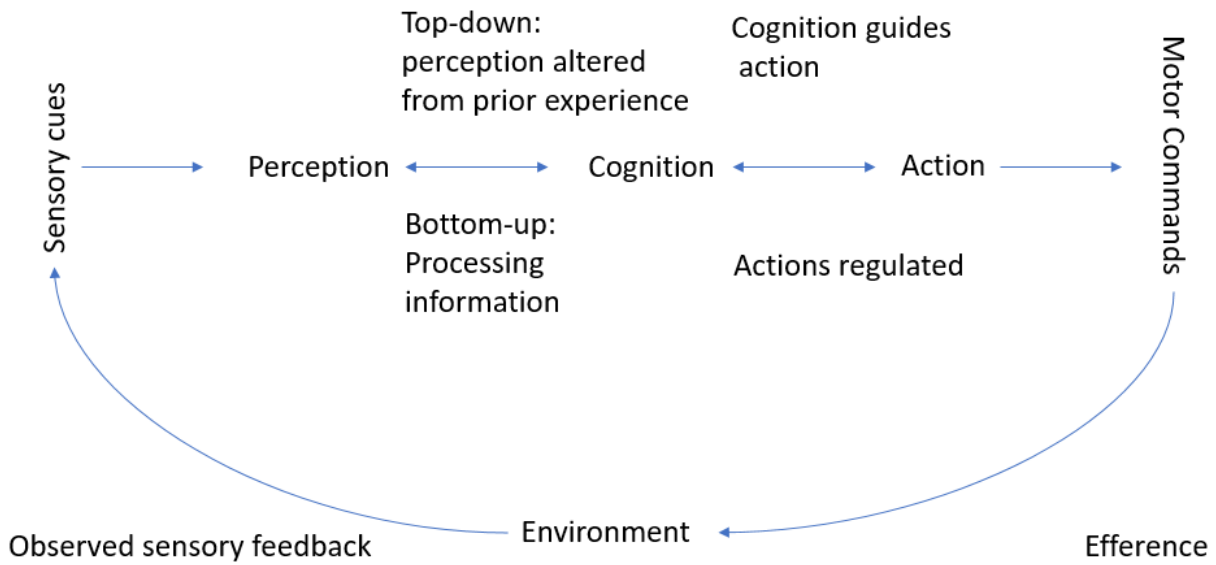 Top-down:
perception altered
from prior experience
Cognition guides
action
Sensory cues
Perception
Cognition
Action
Motor Commands
Bottom-up:
Processing
information
Actions regulated
Environment
Observed sensory feedback
Efference